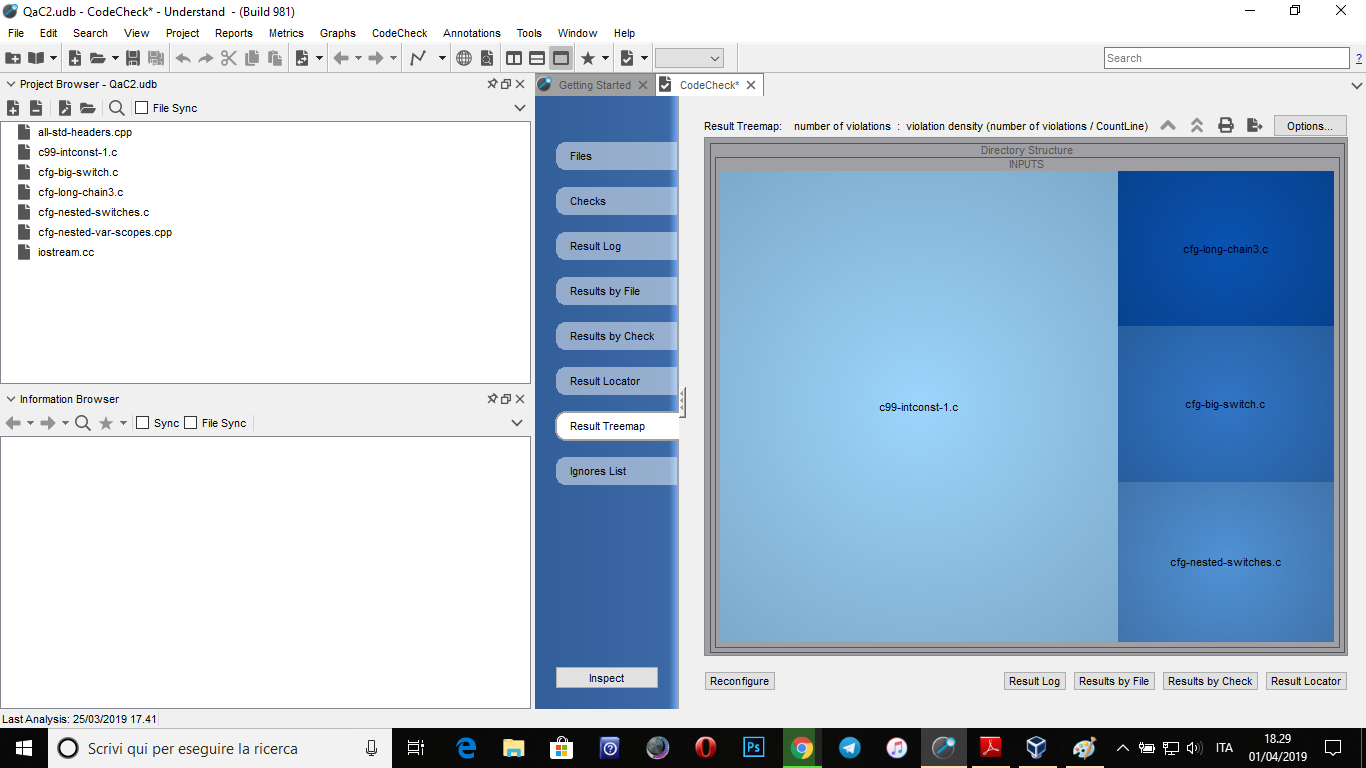 QaC2.udb - CodeCheck* - Understand - (Build 981)
File Edit Search View Project Reports Metrics Graphs CodeCheck Annotations Tools Window Help
Search
?
Project Browser - QaC2.udb
File Sync
all-std-headers.cpp
c99-intconst-1.c
cfg-big-switch.c
cfg-long-chain3.c
cfg-nested-switches.c
cfg-nested-var-scopes.cpp
iostream.cc
Information Browser
Sync File Sync
Last Analysis: 25/03/2019 17.41
Getting Started CodeCheck*
Files
Checks
Result Log
Results by File
Results by Check
Result Locator
Result Treemap
Ignores List
Inspect
Result Treemap: number of violations : violation density (number of violations / CountLine) Options...
Directory Structure
INPUTS
c99-intconst-1.c
cfg-long-chain3.c
cfg-big-switch.c
cfg-nested-switches.c
Reconfigure Result Log Results by File Results by Check Result Locator
Scrivi qui per eseguire la ricerca
Ps
ITA
18.29
01/04/2019